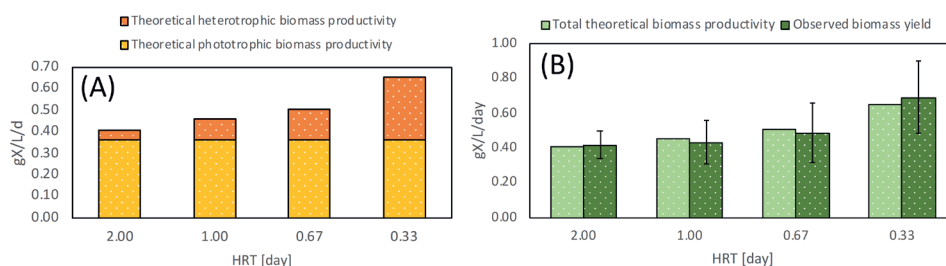 Theoretical heterotrophic biomass productivity
Theoretical phototrophic biomass productivity
(A)
gX/L/d
0.70
0.60
0.50
0.40
0.30
0.20
0.10
0.00
2.00 1.00 0.67 0.33
HRT [day]
Total theoretical biomass productivity Observed biomass yield
(B)
gX/L/day
1.00
0.80
0.60
0.40
0.20
0.00
2.00 1.00 0.67 0.33
HRT [day]